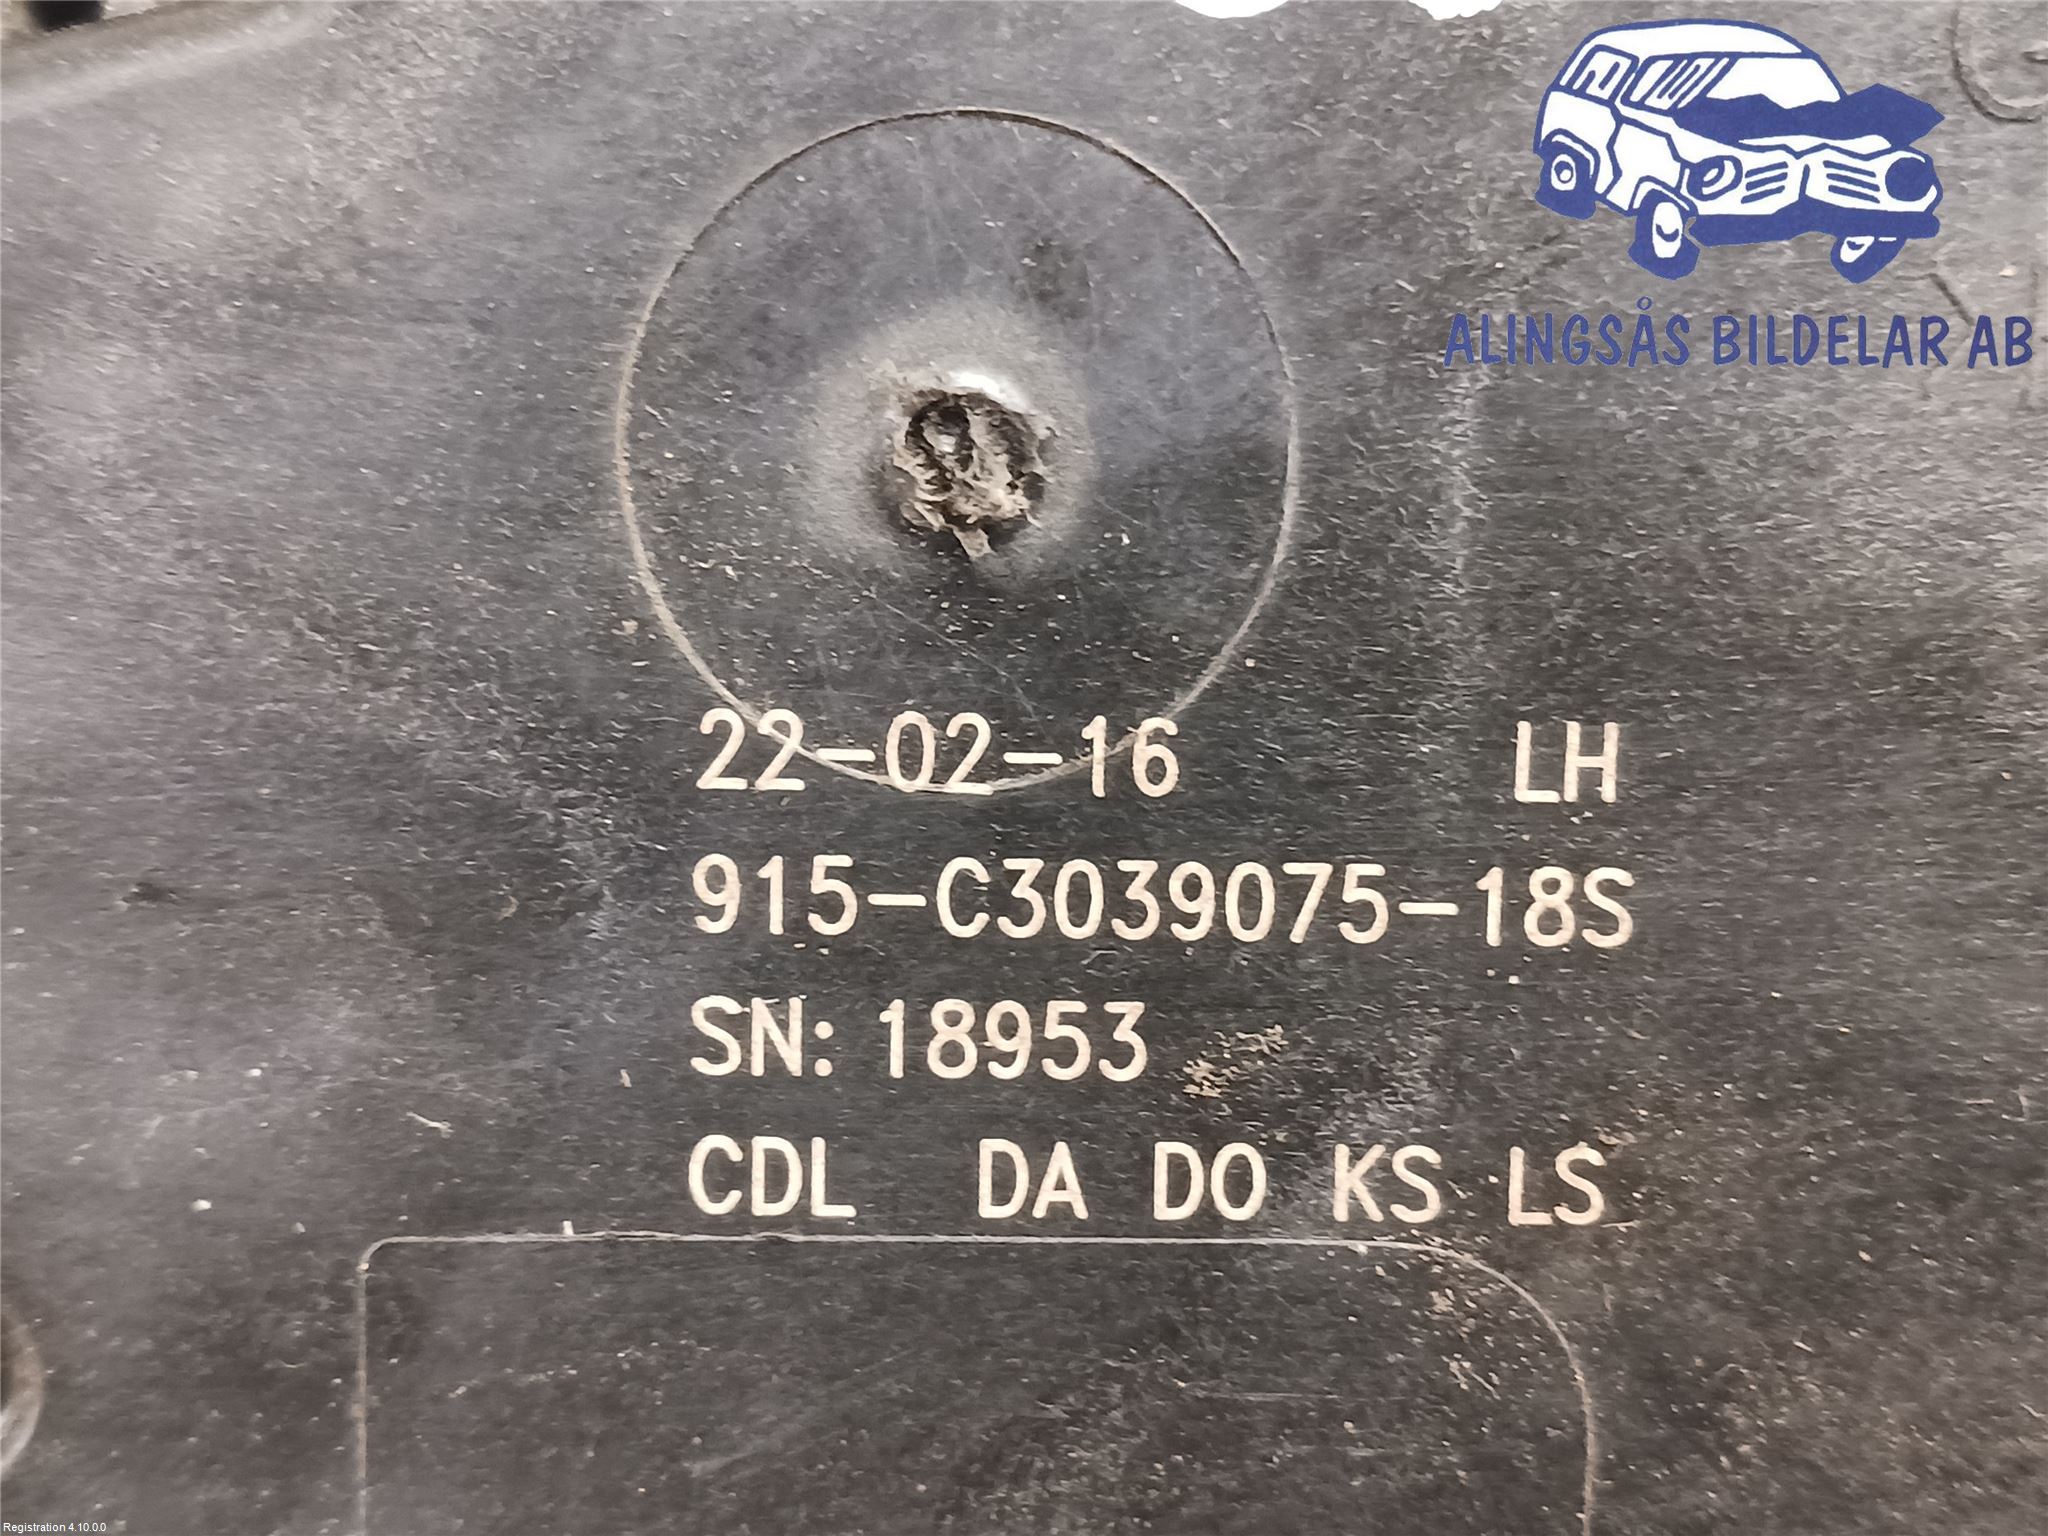 ALINGSÅS BILDELAR AB
22-02-16 LH
915-C3039075-18S
SN: 18953
CDL DA DO KS LS
Registration 4.10.0.0